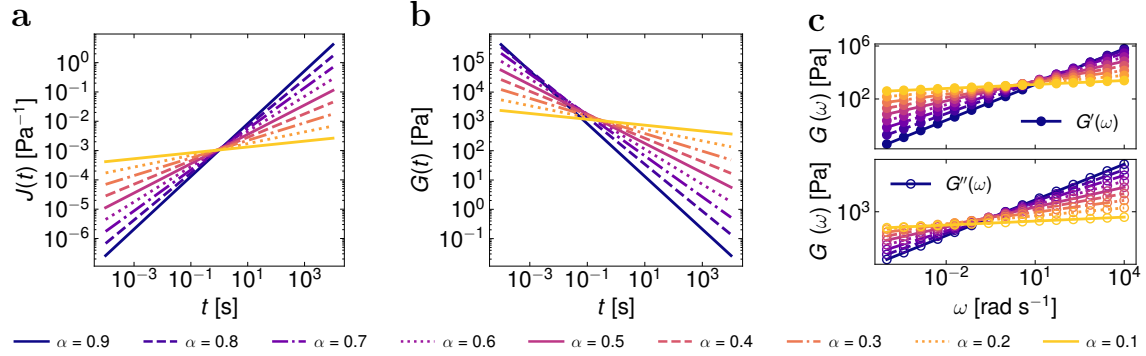 a
J(t) [Pa⁻¹]
10⁰
10⁻¹
10⁻²
10⁻³
10⁻⁴
10⁻⁵
10⁻⁶
10⁻³ 10⁻¹ 10¹ 10³
t [s]
b
G(t) [Pa]
10⁵
10⁴
10³
10²
10¹
10⁰
10⁻¹
10⁻³ 10⁻¹ 10¹ 10³
t [s]
c
G (ω) [Pa]
10⁶
10²
G′(ω)
G (ω) [Pa]
10³
G″(ω)
10⁻² 10¹ 10⁴
ω [rad s⁻¹]
α = 0.9 α = 0.8 α = 0.7 α = 0.6 α = 0.5 α = 0.4 α = 0.3 α = 0.2 α = 0.1